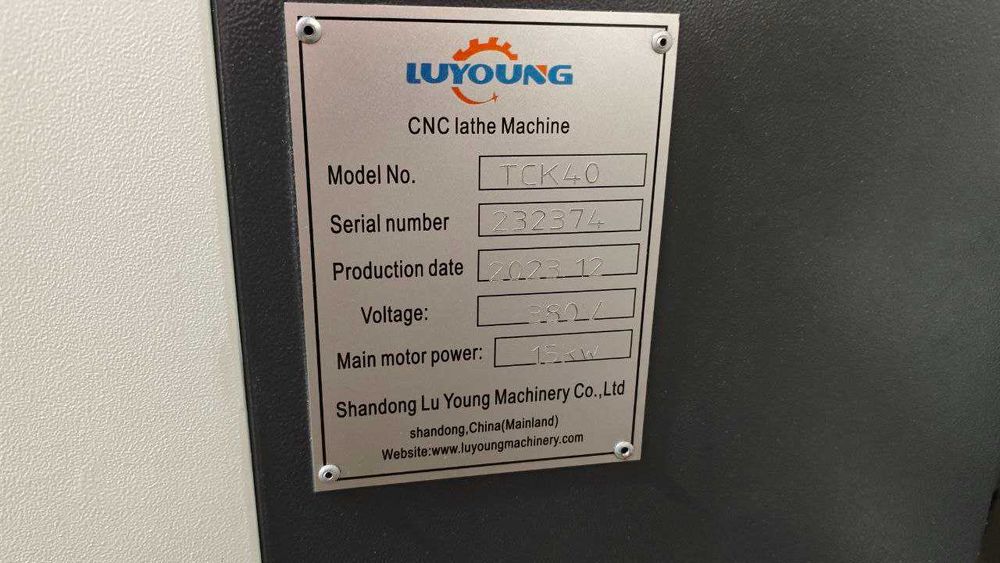 LUYOUNG
CNC lathe Machine
Model No. TCK40
Serial number 232374
Production date 2023.12
Voltage: 380V
Main motor power: 15kW
Shandong Lu Young Machinery Co.,Ltd
shandong,China(Mainland)
Website:www.luyoungmachinery.com